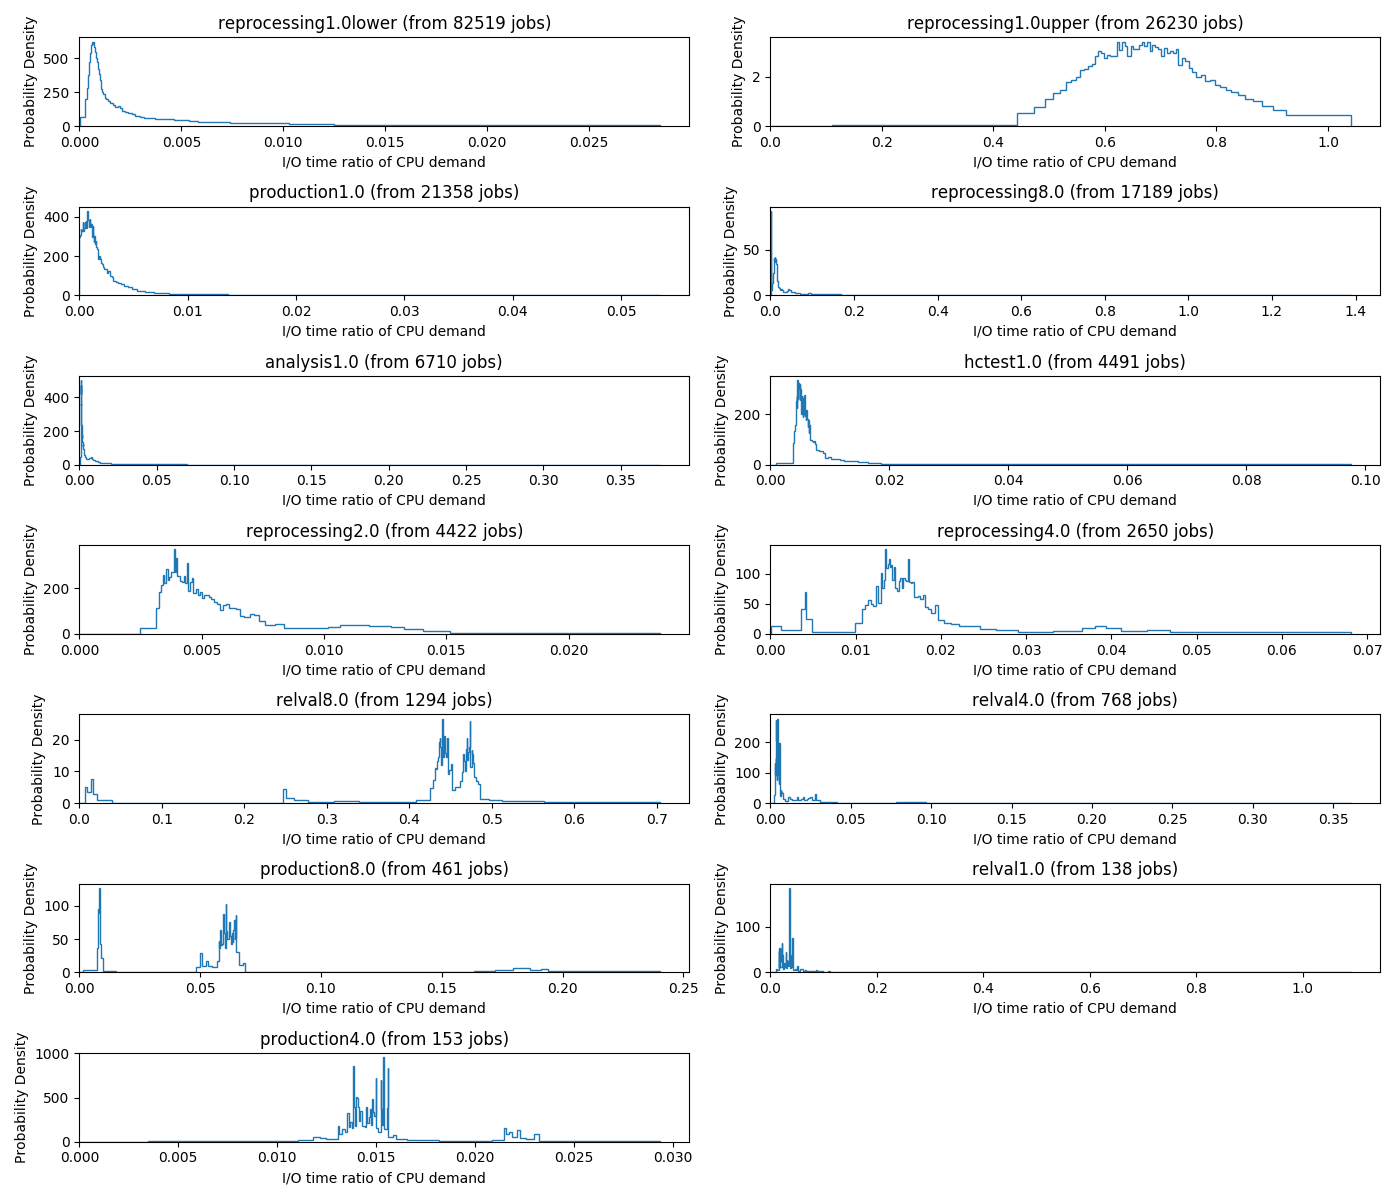 reprocessing1.0lower (from 82519 jobs)
Probability Density
500
250
0
0.000 0.005 0.010 0.015 0.020 0.025
I/O time ratio of CPU demand
reprocessing1.0upper (from 26230 jobs)
Probability Density
2
0
0.0 0.2 0.4 0.6 0.8 1.0
I/O time ratio of CPU demand
production1.0 (from 21358 jobs)
Probability Density
400
200
0
0.00 0.01 0.02 0.03 0.04 0.05
I/O time ratio of CPU demand
reprocessing8.0 (from 17189 jobs)
Probability Density
50
0
0.0 0.2 0.4 0.6 0.8 1.0 1.2 1.4
I/O time ratio of CPU demand
analysis1.0 (from 6710 jobs)
Probability Density
400
200
0
0.00 0.05 0.10 0.15 0.20 0.25 0.30 0.35
I/O time ratio of CPU demand
hctest1.0 (from 4491 jobs)
Probability Density
200
0
0.00 0.02 0.04 0.06 0.08 0.10
I/O time ratio of CPU demand
reprocessing2.0 (from 4422 jobs)
Probability Density
200
0
0.000 0.005 0.010 0.015 0.020
I/O time ratio of CPU demand
reprocessing4.0 (from 2650 jobs)
Probability Density
100
50
0
0.00 0.01 0.02 0.03 0.04 0.05 0.06 0.07
I/O time ratio of CPU demand
relval8.0 (from 1294 jobs)
Probability Density
20
10
0
0.0 0.1 0.2 0.3 0.4 0.5 0.6 0.7
I/O time ratio of CPU demand
relval4.0 (from 768 jobs)
Probability Density
200
100
0
0.00 0.05 0.10 0.15 0.20 0.25 0.30 0.35
I/O time ratio of CPU demand
production8.0 (from 461 jobs)
Probability Density
100
50
0
0.00 0.05 0.10 0.15 0.20 0.25
I/O time ratio of CPU demand
relval1.0 (from 138 jobs)
Probability Density
100
0
0.0 0.2 0.4 0.6 0.8 1.0
I/O time ratio of CPU demand
production4.0 (from 153 jobs)
Probability Density
1000
500
0
0.000 0.005 0.010 0.015 0.020 0.025 0.030
I/O time ratio of CPU demand